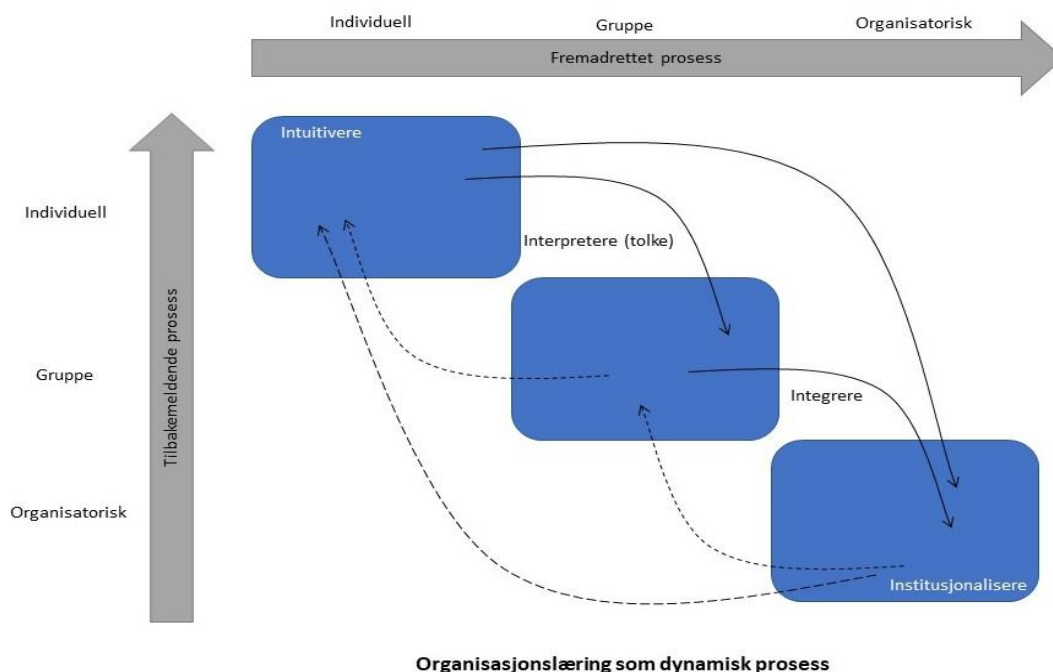 Individuell
Gruppe
Organisatorisk
Fremadrettet prosess
Intuitivere
Individuell
Interpretere (tolke)
Tilbakemeldende prosess
Gruppe
Integrere
Organisatorisk
Institusjonalisere
Organisasjonslæring som dynamisk prosess